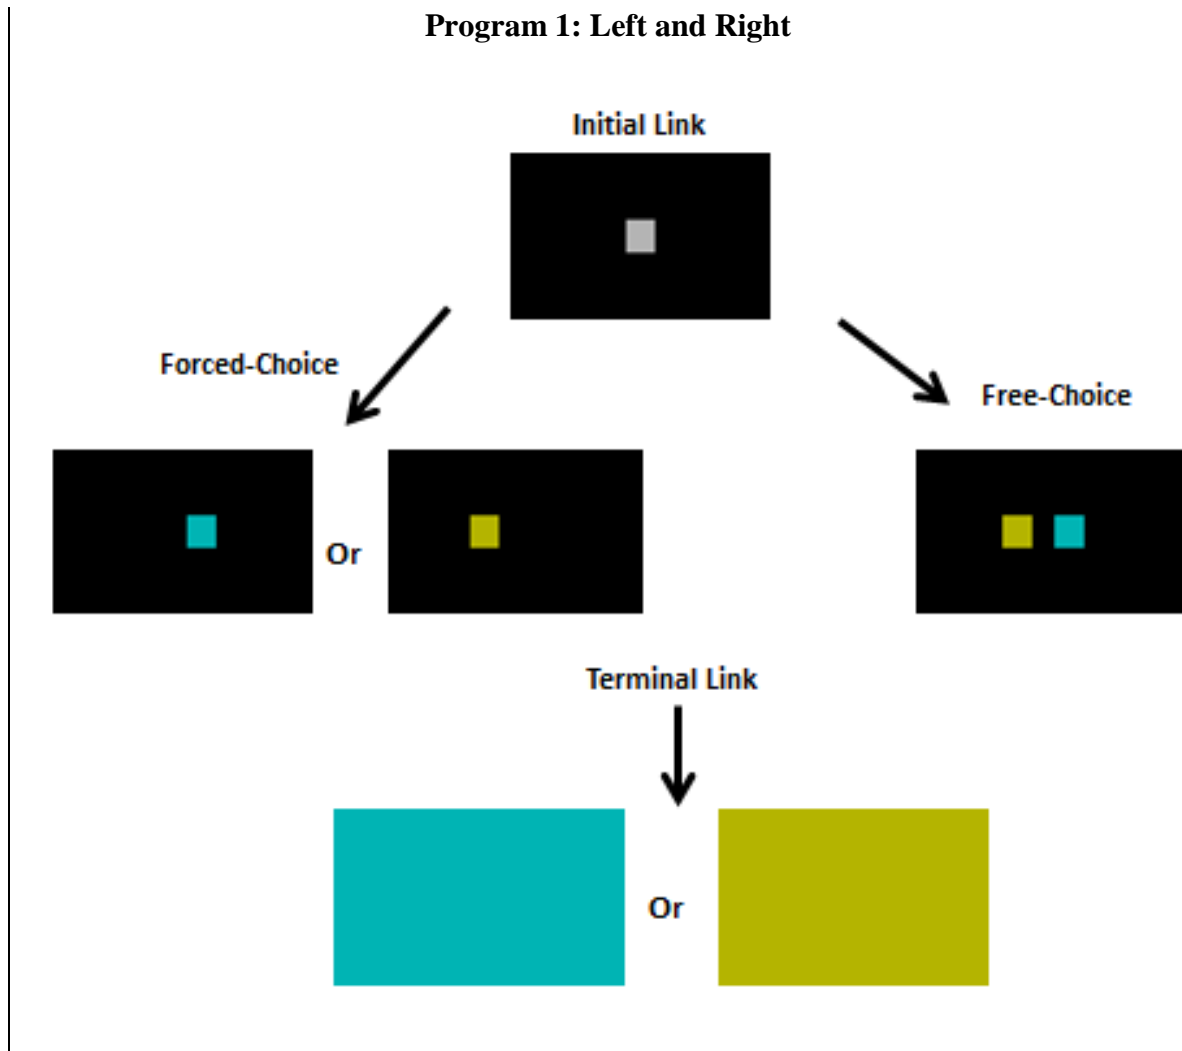 Program 1: Left and Right
Initial Link
Forced-Choice
Free-Choice
Or
Terminal Link
Or